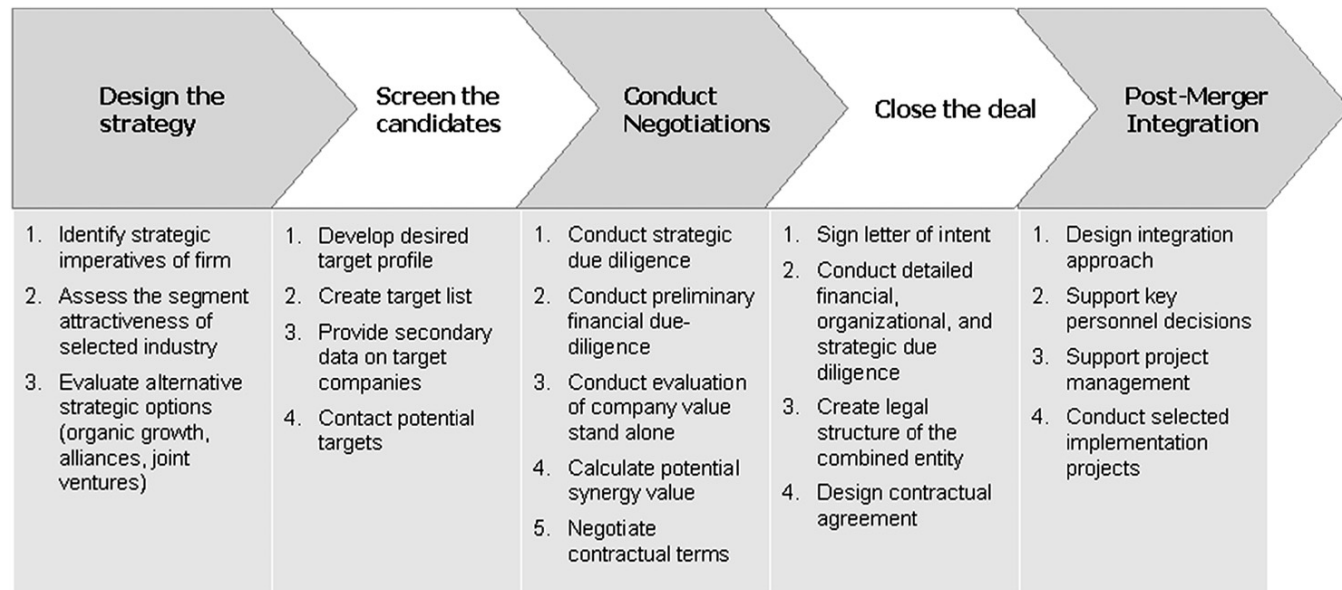 Design the
strategy
Screen the
candidates
Conduct
Negotiations
Close the deal
Post-Merger
Integration
1. Identify strategic
imperatives of firm
2. Assess the segment
attractiveness of
selected industry
3. Evaluate alternative
strategic options
(organic growth,
alliances, joint
ventures)
1. Develop desired
target profile
2. Create target list
3. Provide secondary
data on target
companies
4. Contact potential
targets
1. Conduct strategic
due diligence
2. Conduct preliminary
financial due-
diligence
3. Conduct evaluation
of company value
stand alone
4. Calculate potential
synergy value
5. Negotiate
contractual terms
1. Sign letter of intent
2. Conduct detailed
financial,
organizational, and
strategic due
diligence
3. Create legal
structure of the
combined entity
4. Design contractual
agreement
1. Design integration
approach
2. Support key
personnel decisions
3. Support project
management
4. Conduct selected
implementation
projects